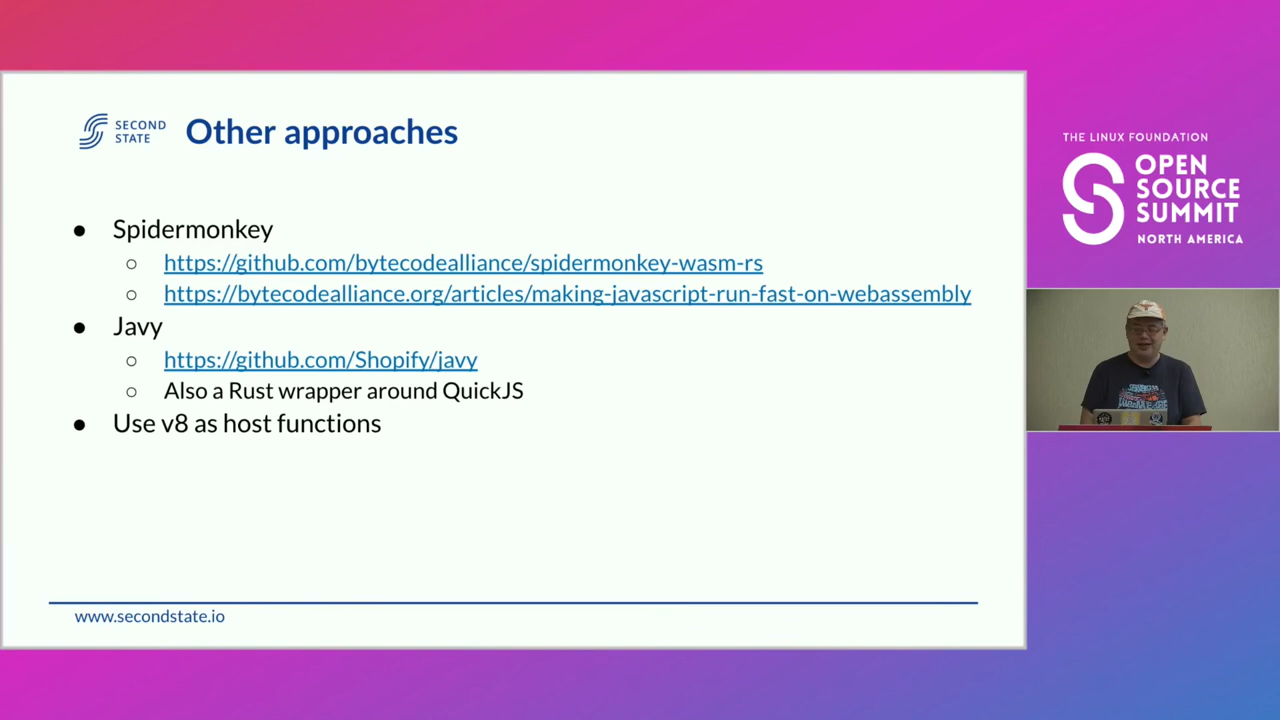 SECOND
STATE
Other approaches
● Spidermonkey
○ https://github.com/bytecodealliance/spidermonkey-wasm-rs
○ https://bytecodealliance.org/articles/making-javascript-run-fast-on-webassembly
● Javy
○ https://github.com/Shopify/javy
○ Also a Rust wrapper around QuickJS
● Use v8 as host functions
www.secondstate.io
THE LINUX FOUNDATION
OPEN
SOURCE
SUMMIT
NORTH AMERICA